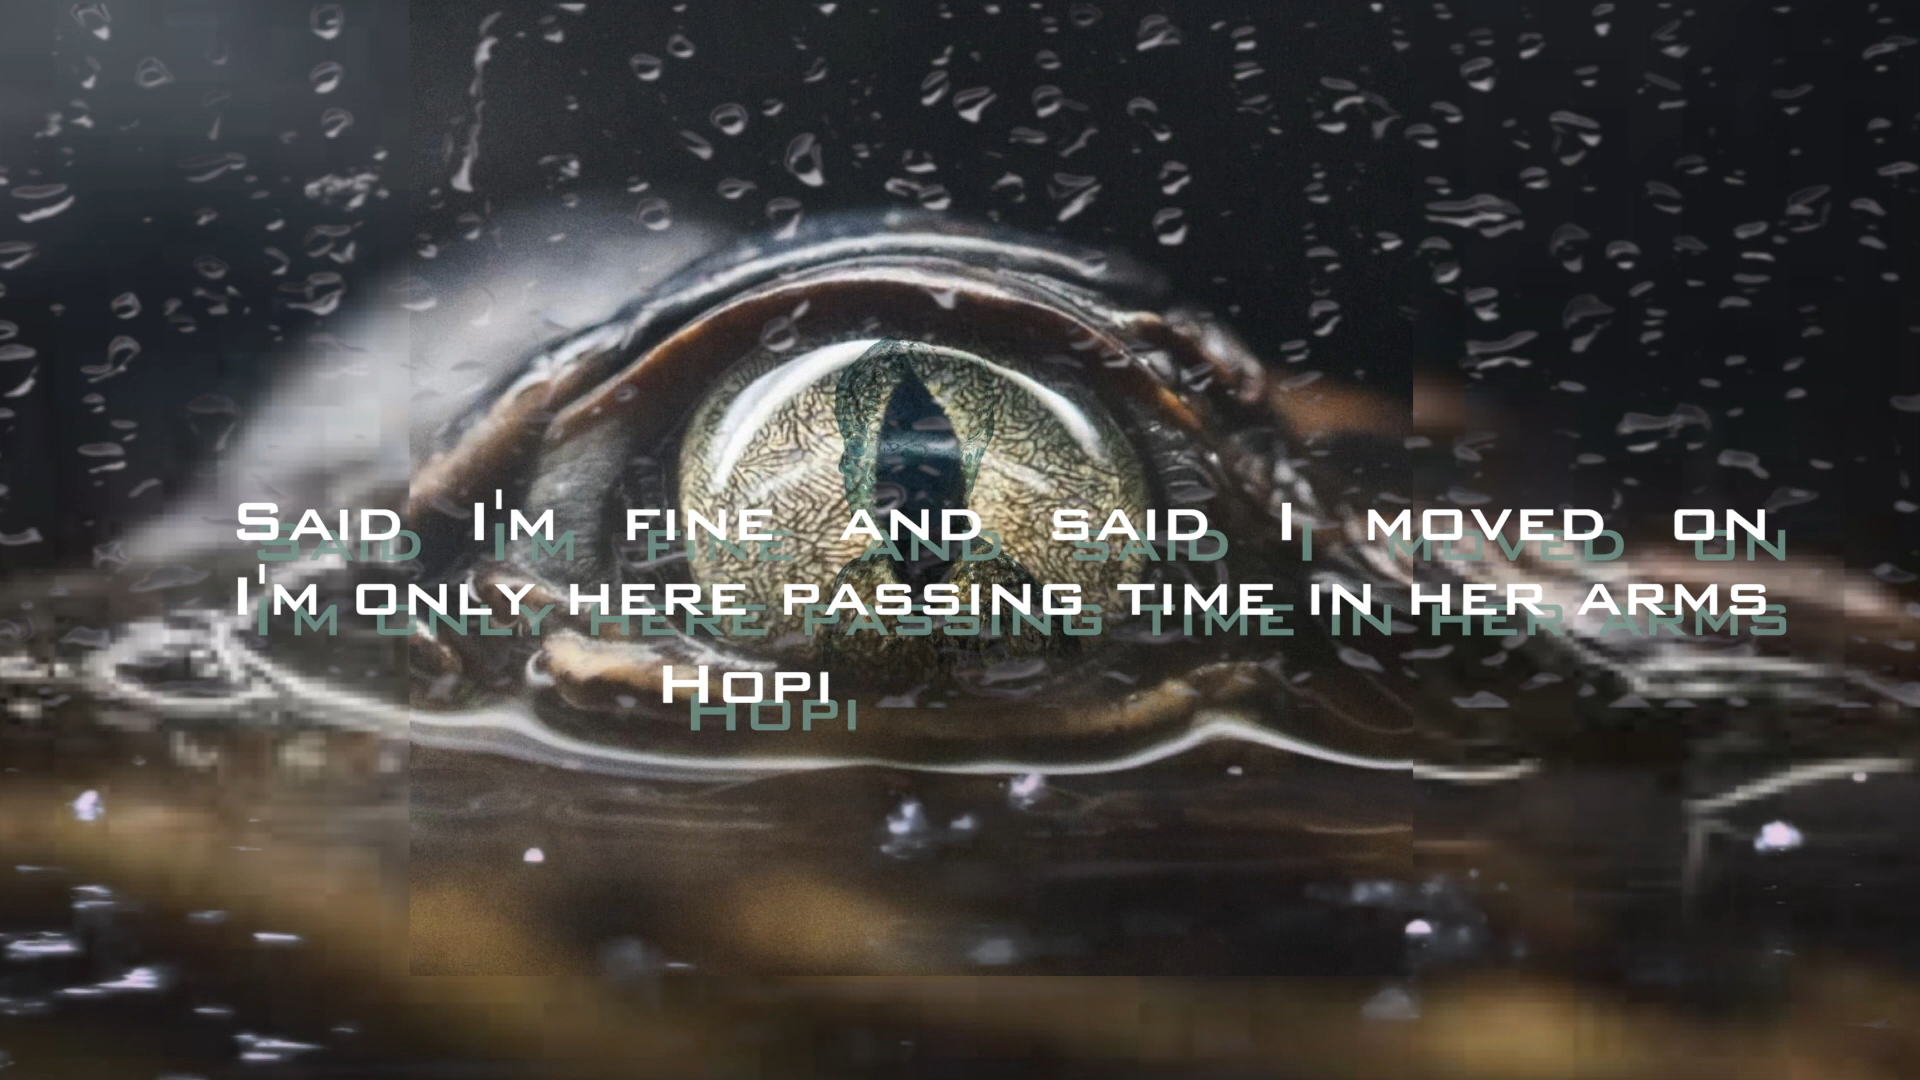 Said I'm fine and said I moved on
I'm only here passing time in her arms
Hopi